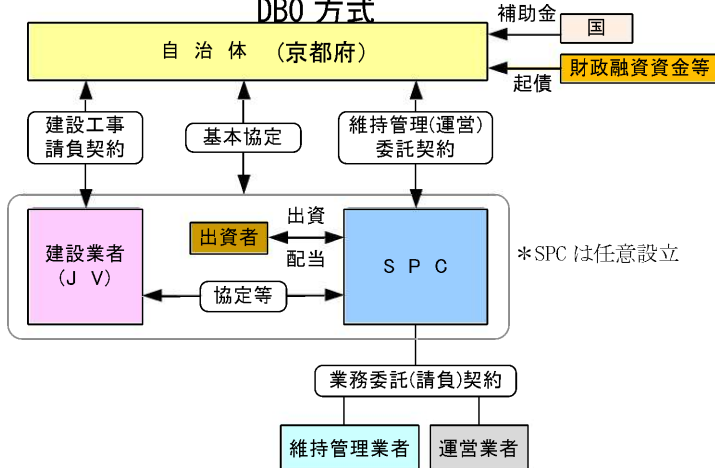 DBO 方式
補助金
国
自 治 体 (京都府)
財政融資資金等
起債
建設工事
請負契約
基本協定
維持管理(運営)
委託契約
建設業者
(J V)
出資者
出資
配当
S P C
*SPC は任意設立
協定等
業務委託(請負)契約
維持管理業者
運営業者